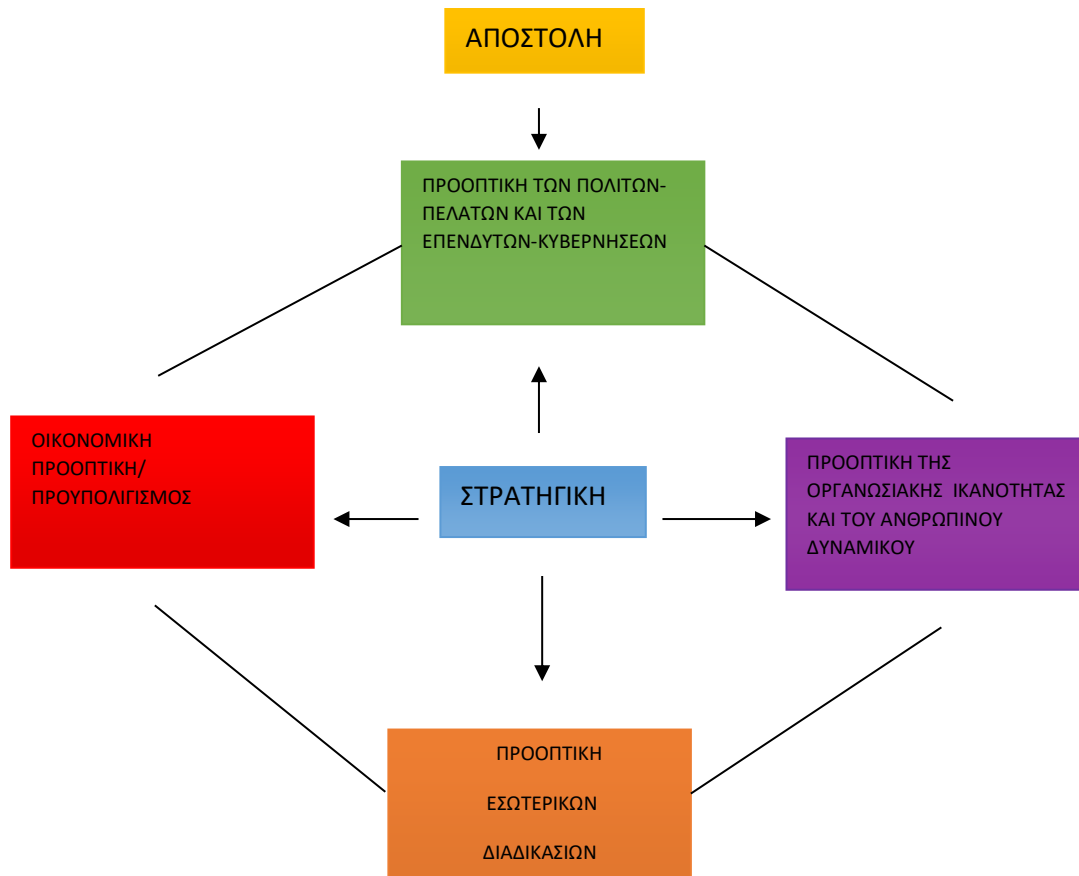 ΑΠΟΣΤΟΛΗ
ΠΡΟΟΠΤΙΚΗ ΤΩΝ ΠΟΛΙΤΩΝ-
ΠΕΛΑΤΩΝ ΚΑΙ ΤΩΝ
ΕΠΕΝΔΥΤΩΝ-ΚΥΒΕΡΝΗΣΕΩΝ
ΟΙΚΟΝΟΜΙΚΗ
ΠΡΟΟΠΤΙΚΗ/
ΠΡΟΥΠΟΛΙΓΙΣΜΟΣ
ΣΤΡΑΤΗΓΙΚΗ
ΠΡΟΟΠΤΙΚΗ ΤΗΣ
ΟΡΓΑΝΩΣΙΑΚΗΣ ΙΚΑΝΟΤΗΤΑΣ
ΚΑΙ ΤΟΥ ΑΝΘΡΩΠΙΝΟΥ
ΔΥΝΑΜΙΚΟΥ
ΠΡΟΟΠΤΙΚΗ
ΕΣΩΤΕΡΙΚΩΝ
ΔΙΑΔΙΚΑΣΙΩΝ